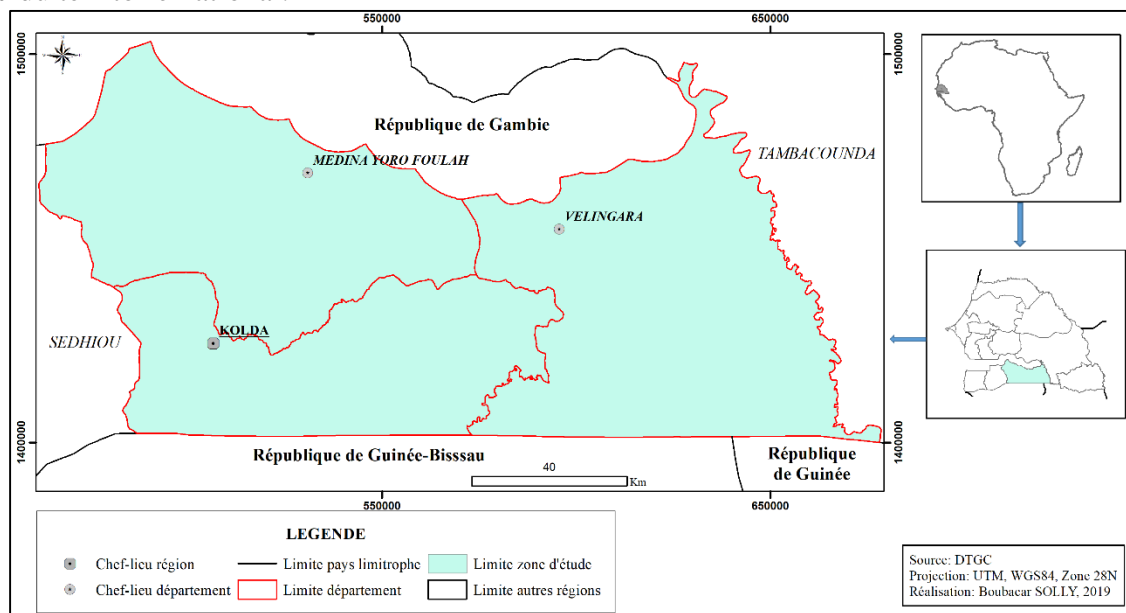 550000
650000
1500000
1500000
République de Gambie
MEDINA YORO FOULAH
TAMBACOUNDA
VELINGARA
SEDHIOU
KOLDA
1400000
1400000
République de Guinée-Bisssau
République
de Guinée
40
Km
550000
650000
LEGENDE
Chef-lieu région
Limite pays limitrophe
Limite zone d'étude
Chef-lieu département
Limite département
Limite autres régions
Source: DTGC
Projection: UTM, WGS84, Zone 28N
Réalisation: Boubacar SOLLY, 2019